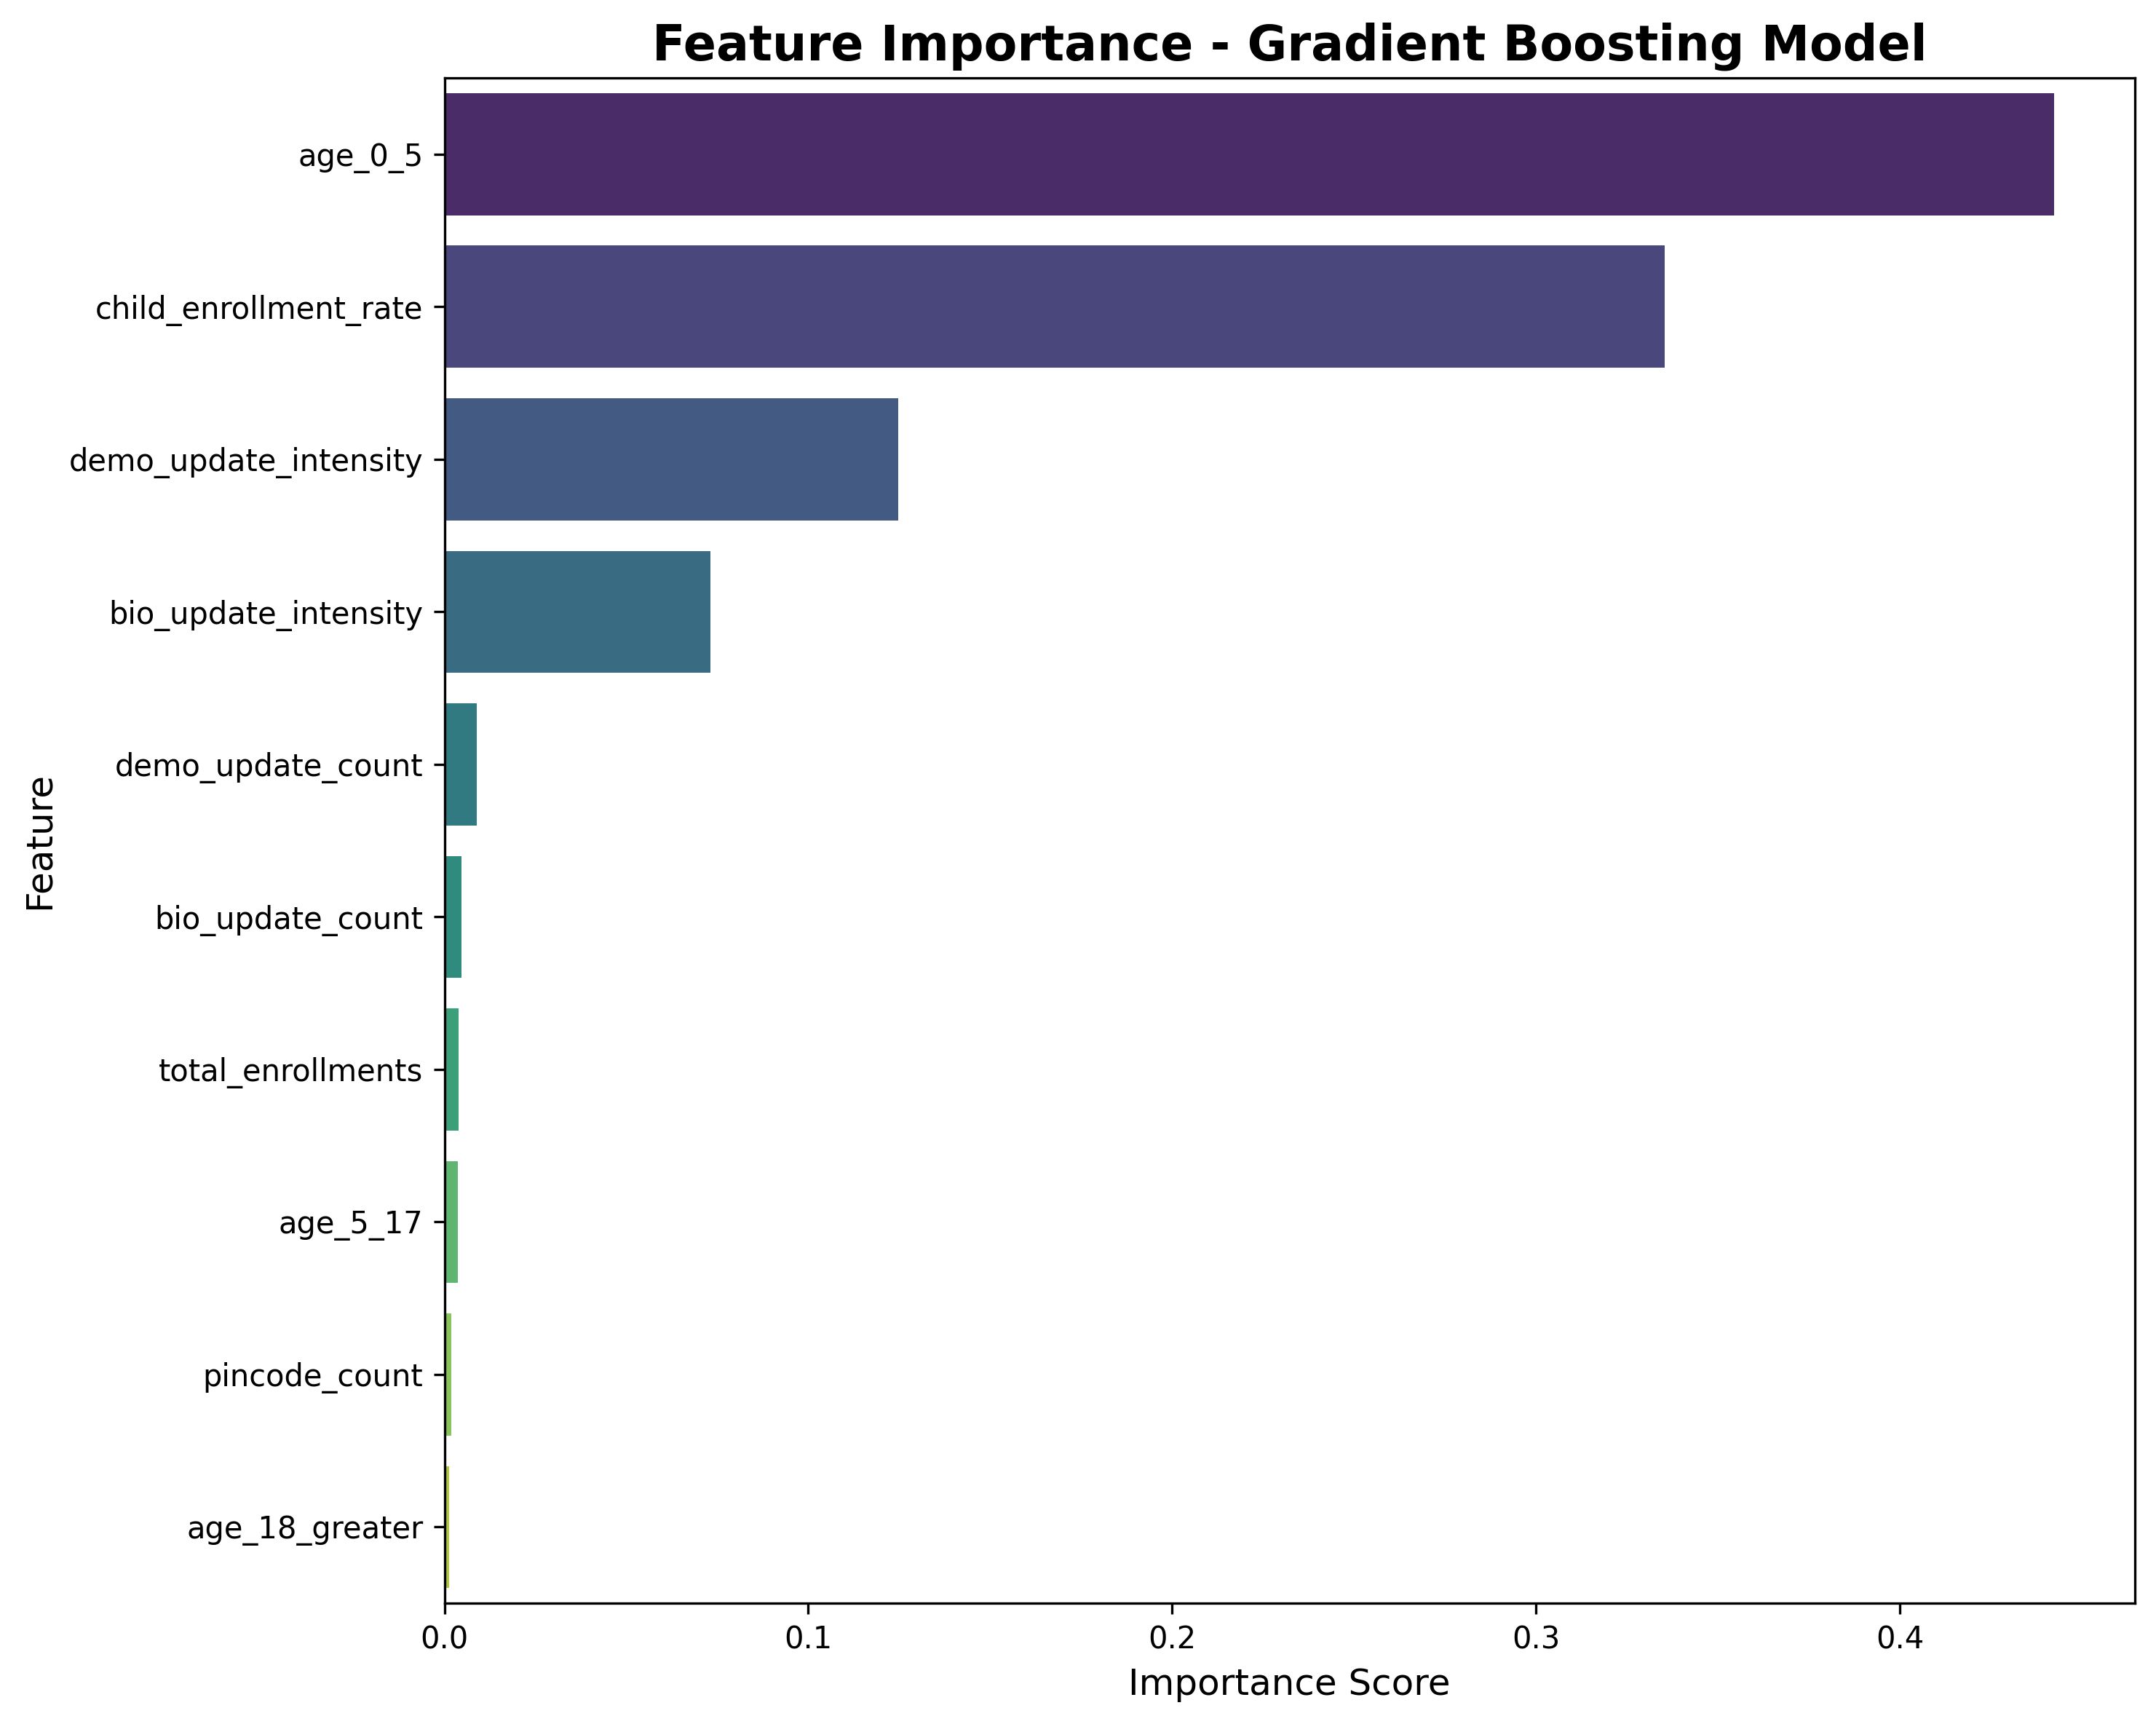 Feature Importance - Gradient Boosting Model
Feature
age_0_5
child_enrollment_rate
demo_update_intensity
bio_update_intensity
demo_update_count
bio_update_count
total_enrollments
age_5_17
pincode_count
age_18_greater
0.0 0.1 0.2 0.3 0.4
Importance Score